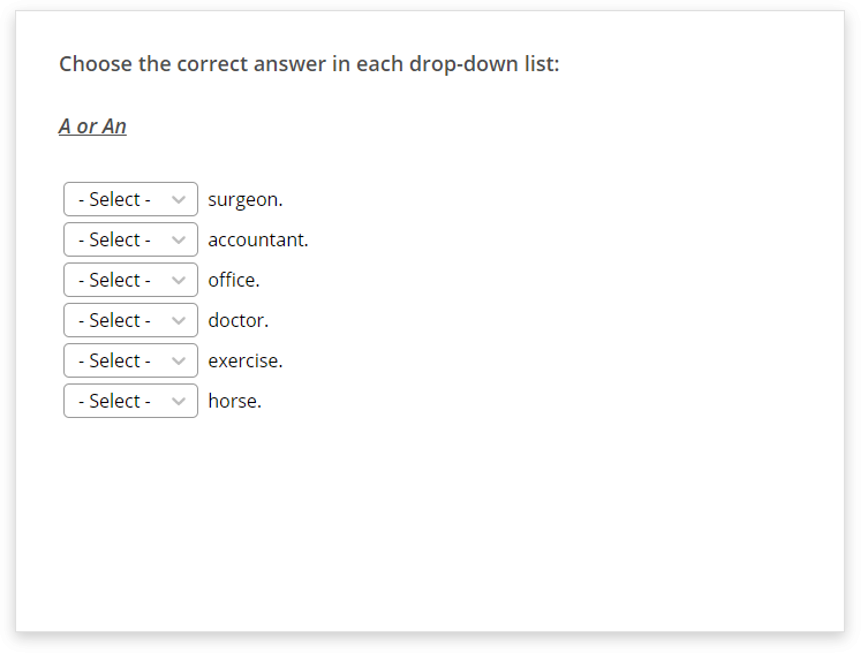 Choose the correct answer in each drop-down list:
A or An
- Select - surgeon.
- Select - accountant.
- Select - office.
- Select - doctor.
- Select - exercise.
- Select - horse.